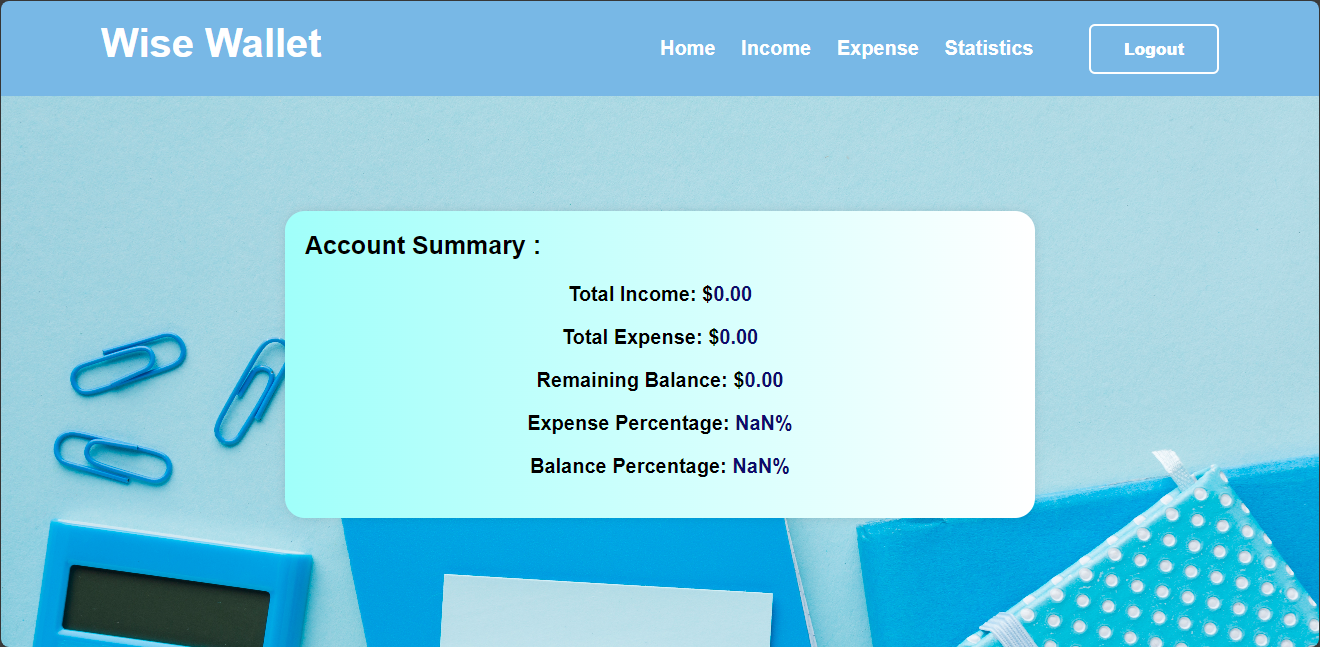 Wise Wallet
Home Income Expense Statistics Logout
Account Summary :
Total Income: $0.00
Total Expense: $0.00
Remaining Balance: $0.00
Expense Percentage: NaN%
Balance Percentage: NaN%